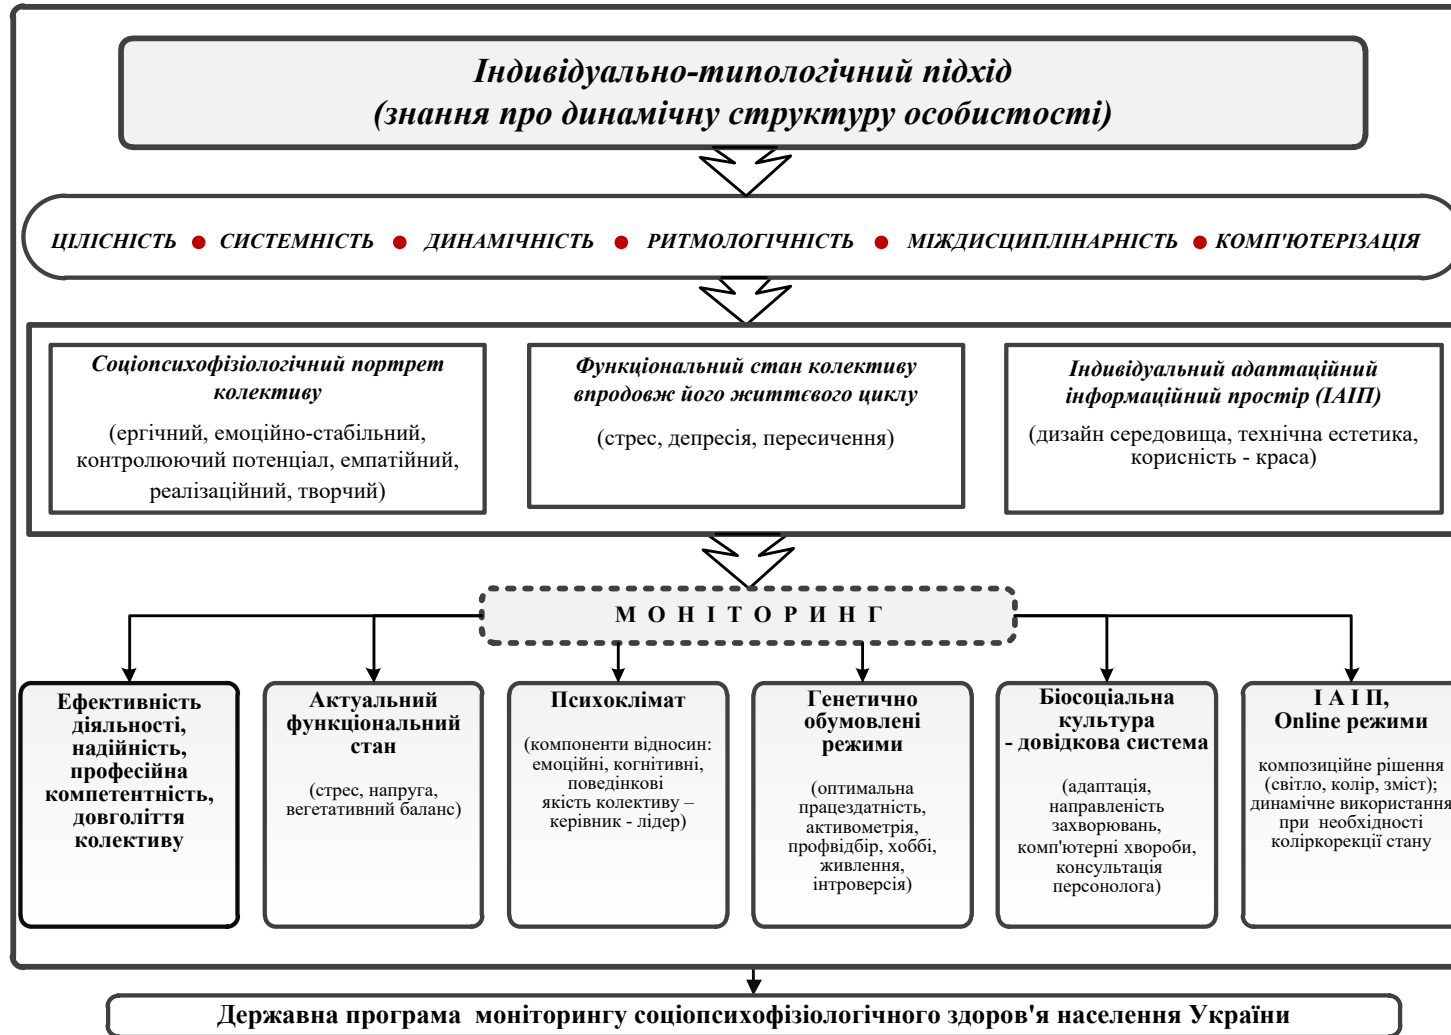 Індивідуально-типологічний підхід
(знання про динамічну структуру особистості)
ЦІЛІСНІСТЬ ● СИСТЕМНІСТЬ ● ДИНАМІЧНІСТЬ ● РИТМОЛОГІЧНІСТЬ ● МІЖДИСЦИПЛІНАРНІСТЬ ● КОМП'ЮТЕРІЗАЦІЯ
Соціопсихофізіологічний портрет
колективу
(ергічний, емоційно-стабільний,
контролюючий потенціал, емпатійний,
реалізаційний, творчий)
Функціональний стан колективу
впродовж його життєвого циклу
(стрес, депресія, пересичення)
Індивідуальний адаптаційний
інформаційний простір (ІАІП)
(дизайн середовища, технічна естетика,
корисність - краса)
М О Н І Т О Р И Н Г
Ефективність
діяльності,
надійність,
професійна
компетентність,
довголіття
колективу
Актуальний
функціональний
стан
(стрес, напруга,
вегетативний баланс)
Психоклімат
(компоненти відносин:
емоційні, когнітивні,
поведінкові
якість колективу –
керівник - лідер)
Генетично
обумовлені
режими
(оптимальна
працездатність,
активометрія,
профвідбір, хоббі,
живлення,
інтроверсія)
Біосоціальна
культура
- довідкова система
(адаптація,
направленість
захворювань,
комп'ютерні хвороби,
консультація
персонолога)
І А І П,
Online режими
композиційне рішення
(світло, колір, зміст);
динамічне використання
при необхідності
коліркорекції стану
Державна програма моніторингу соціопсихофізіологічного здоров'я населення України